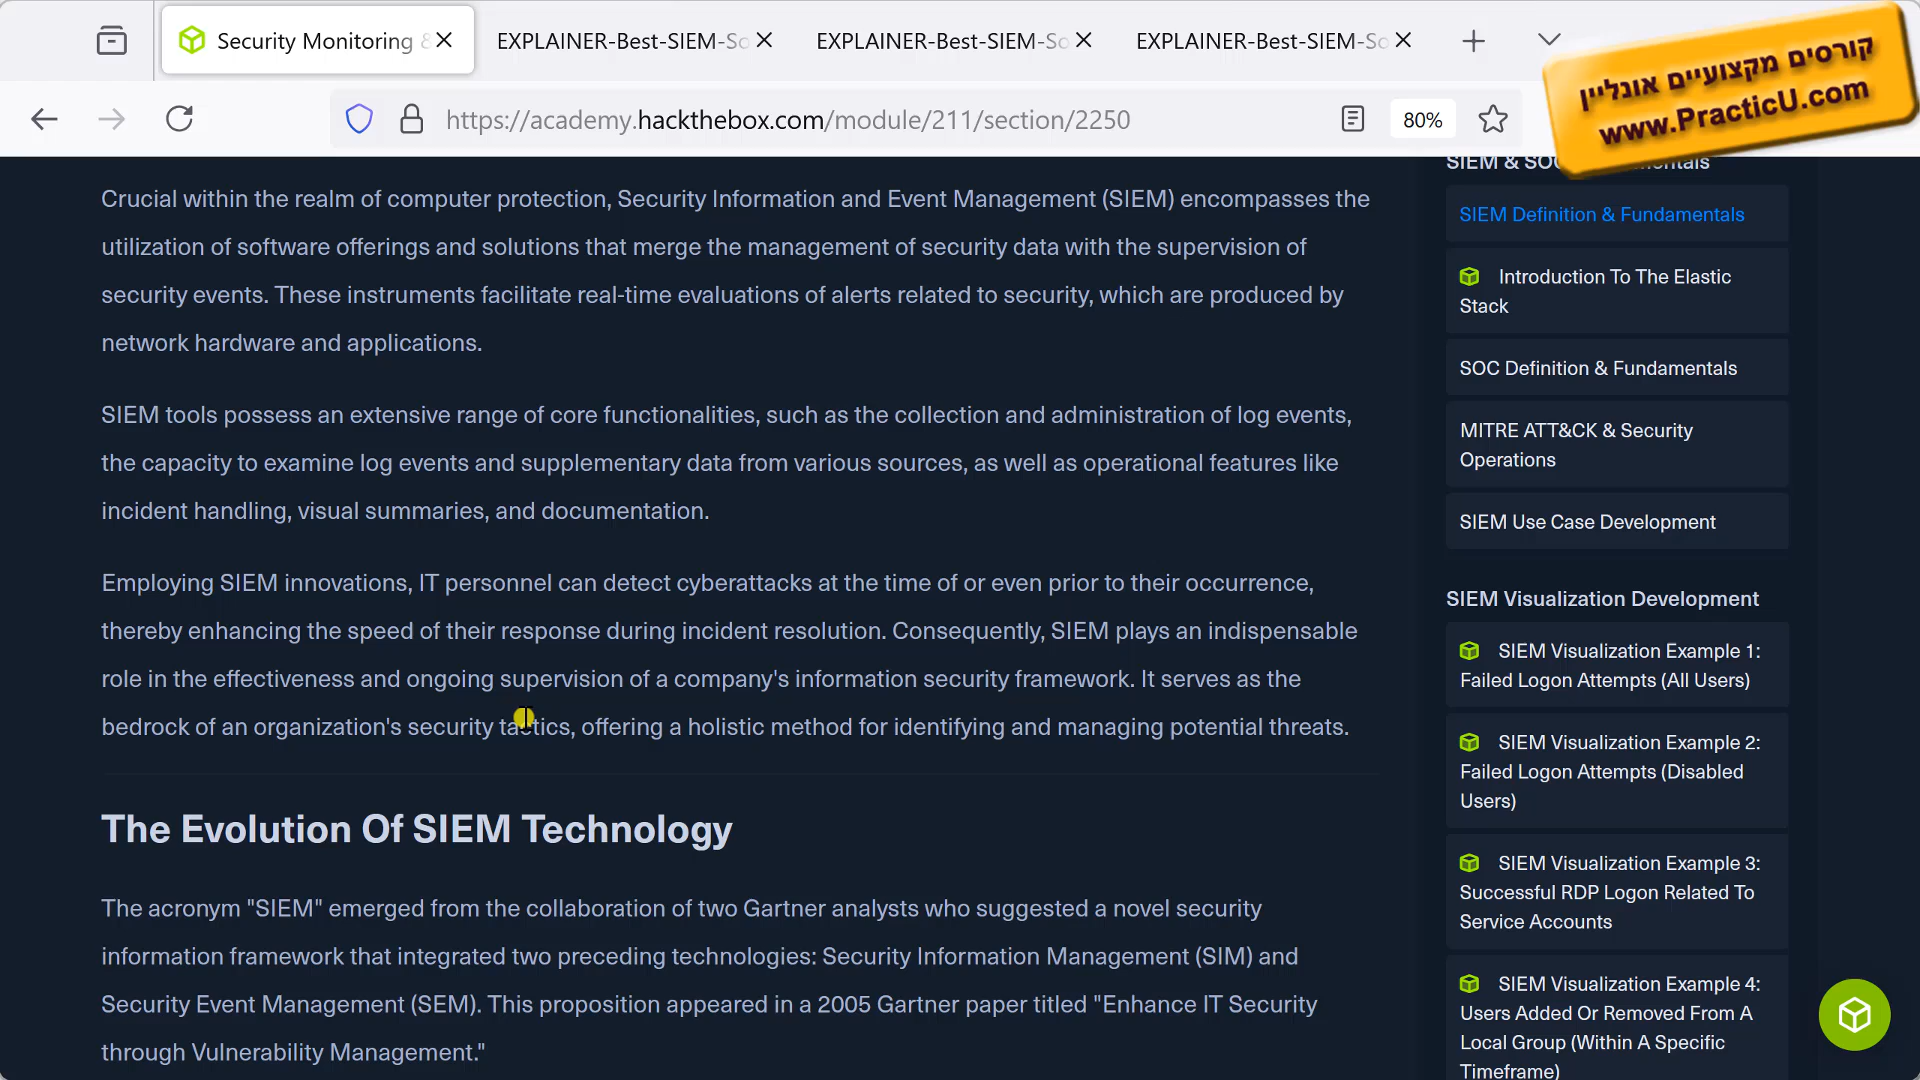 Security Monitoring &
EXPLAINER-Best-SIEM-So
EXPLAINER-Best-SIEM-So
EXPLAINER-Best-SIEM-So
קורסים מקצועיים אונליין
www.PracticU.com
https://academy.hackthebox.com/module/211/section/2250
80%
Crucial within the realm of computer protection, Security Information and Event Management (SIEM) encompasses the
utilization of software offerings and solutions that merge the management of security data with the supervision of
security events. These instruments facilitate real-time evaluations of alerts related to security, which are produced by
network hardware and applications.
SIEM tools possess an extensive range of core functionalities, such as the collection and administration of log events,
the capacity to examine log events and supplementary data from various sources, as well as operational features like
incident handling, visual summaries, and documentation.
Employing SIEM innovations, IT personnel can detect cyberattacks at the time of or even prior to their occurrence,
thereby enhancing the speed of their response during incident resolution. Consequently, SIEM plays an indispensable
role in the effectiveness and ongoing supervision of a company's information security framework. It serves as the
bedrock of an organization's security tactics, offering a holistic method for identifying and managing potential threats.
The Evolution Of SIEM Technology
The acronym "SIEM" emerged from the collaboration of two Gartner analysts who suggested a novel security
information framework that integrated two preceding technologies: Security Information Management (SIM) and
Security Event Management (SEM). This proposition appeared in a 2005 Gartner paper titled "Enhance IT Security
through Vulnerability Management."
SIEM & SOC
SIEM Definition & Fundamentals
Introduction To The Elastic
Stack
SOC Definition & Fundamentals
MITRE ATT&CK & Security
Operations
SIEM Use Case Development
SIEM Visualization Development
SIEM Visualization Example 1:
Failed Logon Attempts (All Users)
SIEM Visualization Example 2:
Failed Logon Attempts (Disabled
Users)
SIEM Visualization Example 3:
Successful RDP Logon Related To
Service Accounts
SIEM Visualization Example 4:
Users Added Or Removed From A
Local Group (Within A Specific
Timeframe)